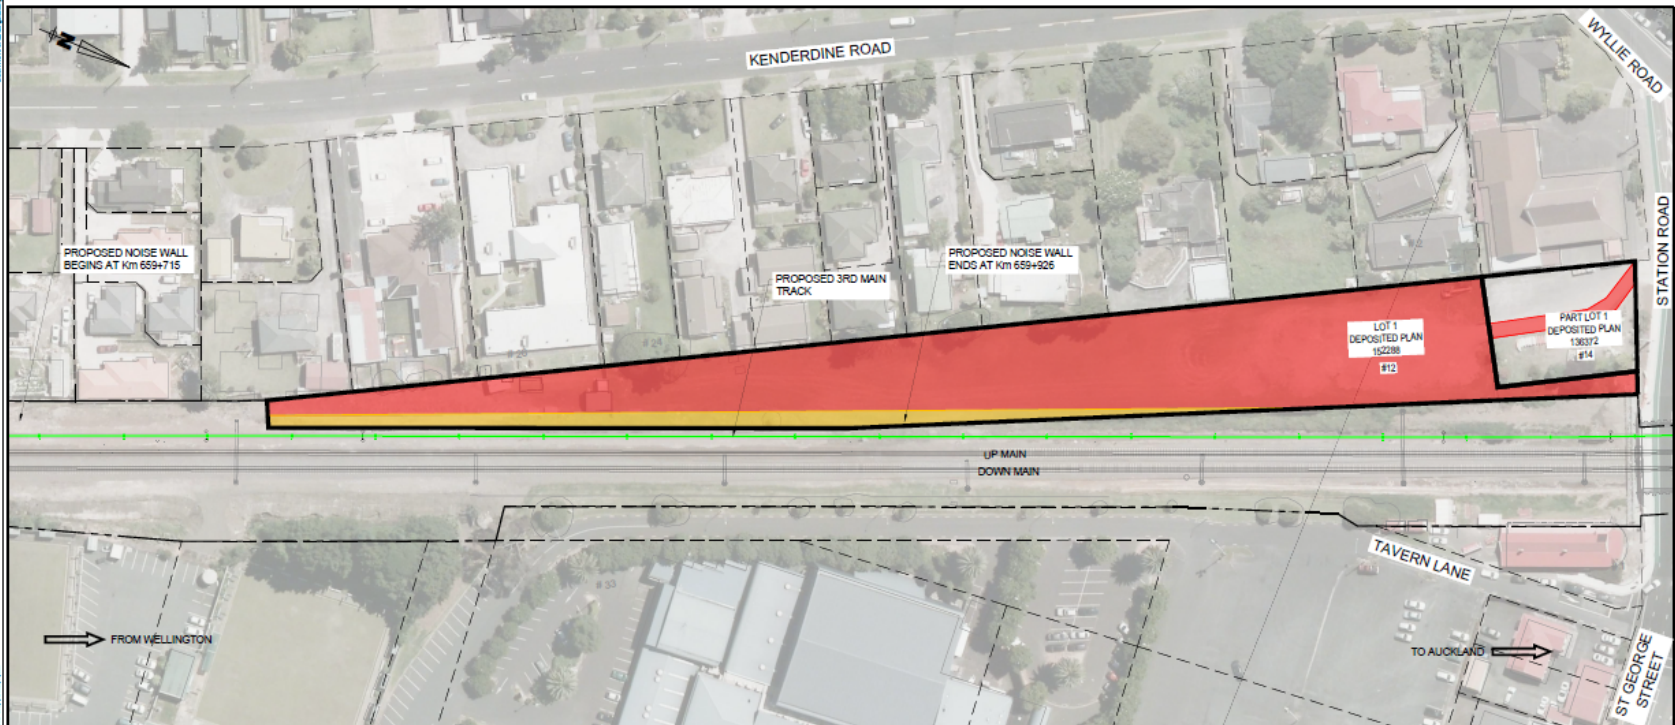 N
KENDERDINE ROAD
WYLLIE ROAD
STATION ROAD
PROPOSED NOISE WALL
BEGINS AT Km 659+715
PROPOSED 3RD MAIN
TRACK
PROPOSED NOISE WALL
ENDS AT Km 659+926
LOT 1
DEPOSITED PLAN
152288
#12
PART LOT 1
DEPOSITED PLAN
136372
#14
# 24
UP MAIN
DOWN MAIN
TAVERN LANE
# 33
FROM WELLINGTON
TO AUCKLAND
ST GEORGE
STREET